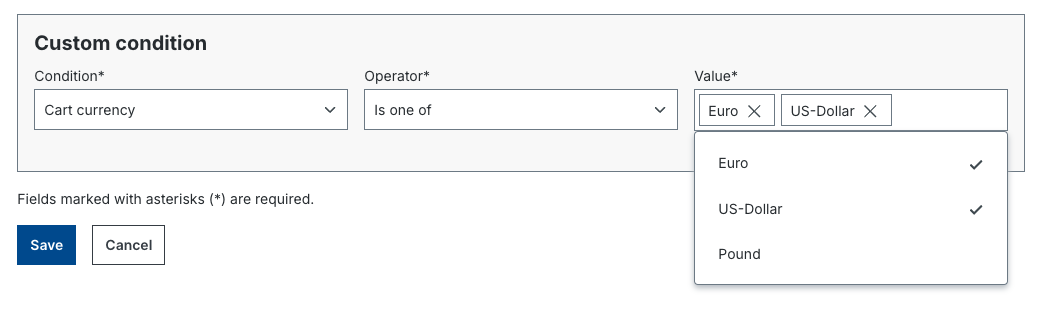 Custom condition
Condition* Operator* Value*
Cart currency Is one of Euro US-Dollar
Euro
US-Dollar
Pound
Fields marked with asterisks (*) are required.
Save Cancel